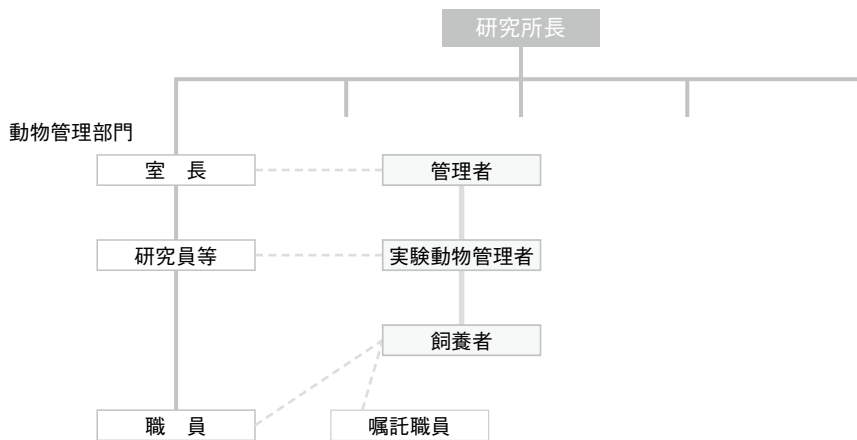 研究所長
動物管理部門
室　長
管理者
研究員等
実験動物管理者
飼養者
職　員
嘱託職員